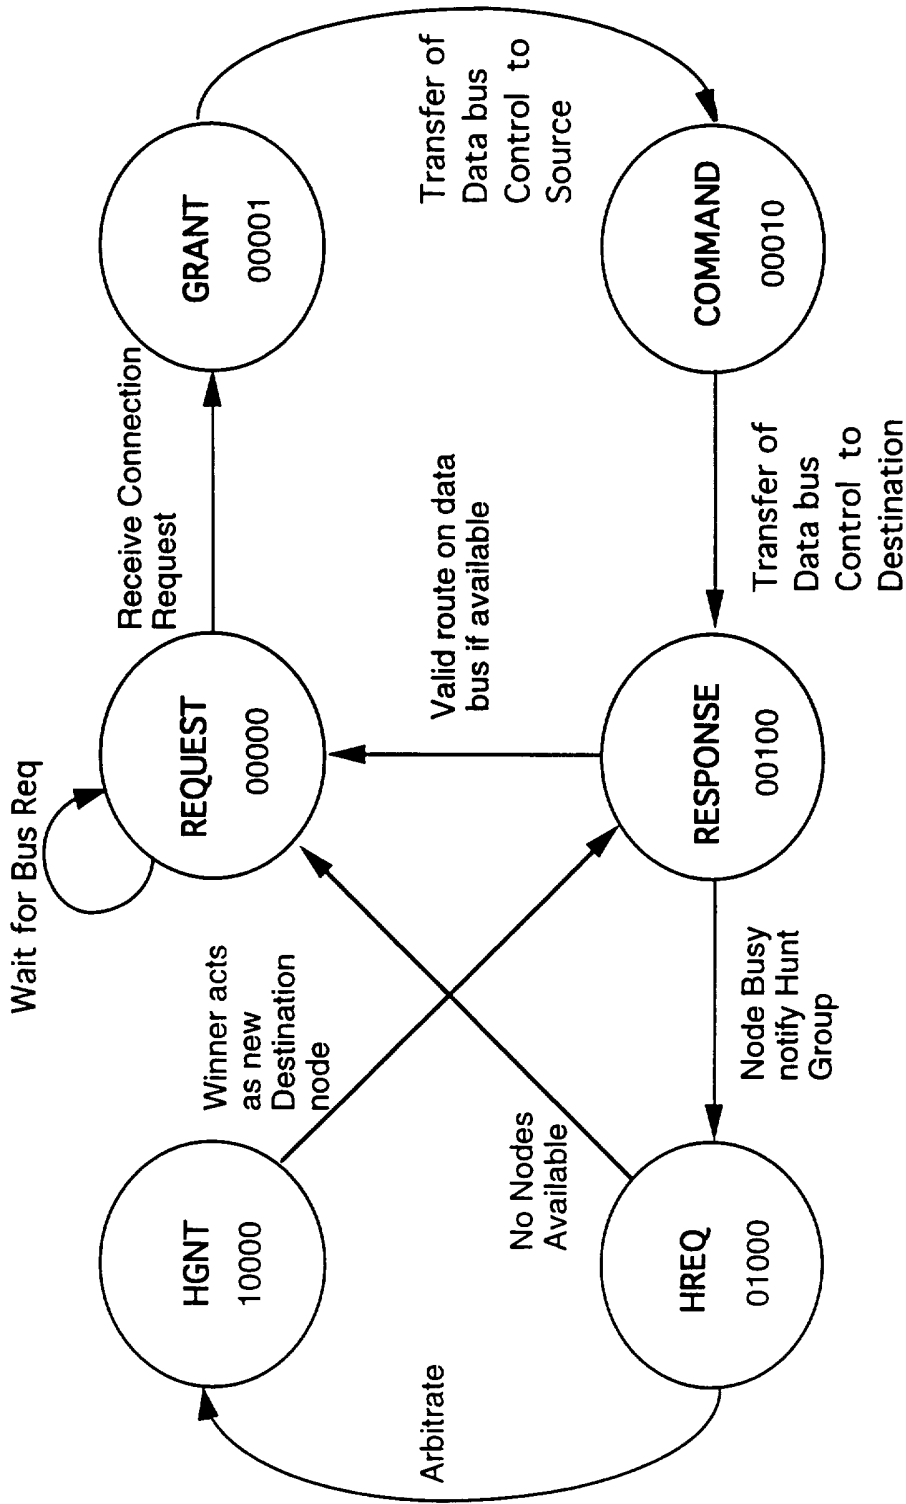 Wait for Bus Req
Receive Connection
Request
HGNT
10000
REQUEST
00000
GRANT
00001
Winner acts
as new
Destination
node
Arbitrate
Valid route on data
bus if available
Transfer of
Data bus
Control to
Source
No Nodes
Available
HREQ
01000
RESPONSE
00100
COMMAND
00010
Node Busy
notify Hunt
Group
Transfer of
Data bus
Control to
Destination